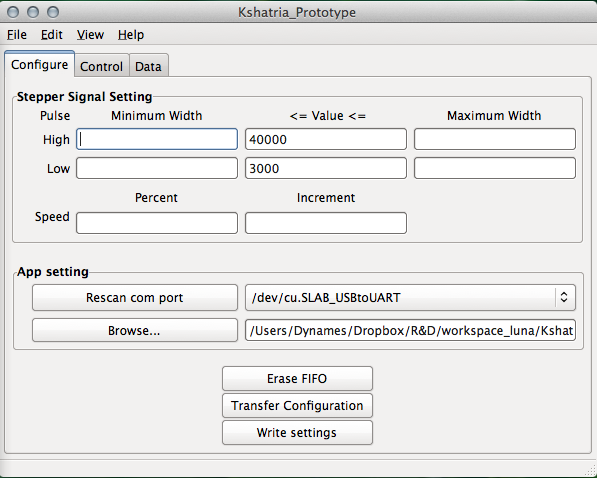 Kshatria_Prototype
File Edit View Help
Configure Control Data
Stepper Signal Setting
Pulse Minimum Width <= Value <= Maximum Width
High 40000
Low 3000
Percent Increment
Speed
App setting
Rescan com port /dev/cu.SLAB_USBtoUART
Browse... /Users/Dynames/Dropbox/R&D/workspace_luna/Kshat
Erase FIFO
Transfer Configuration
Write settings